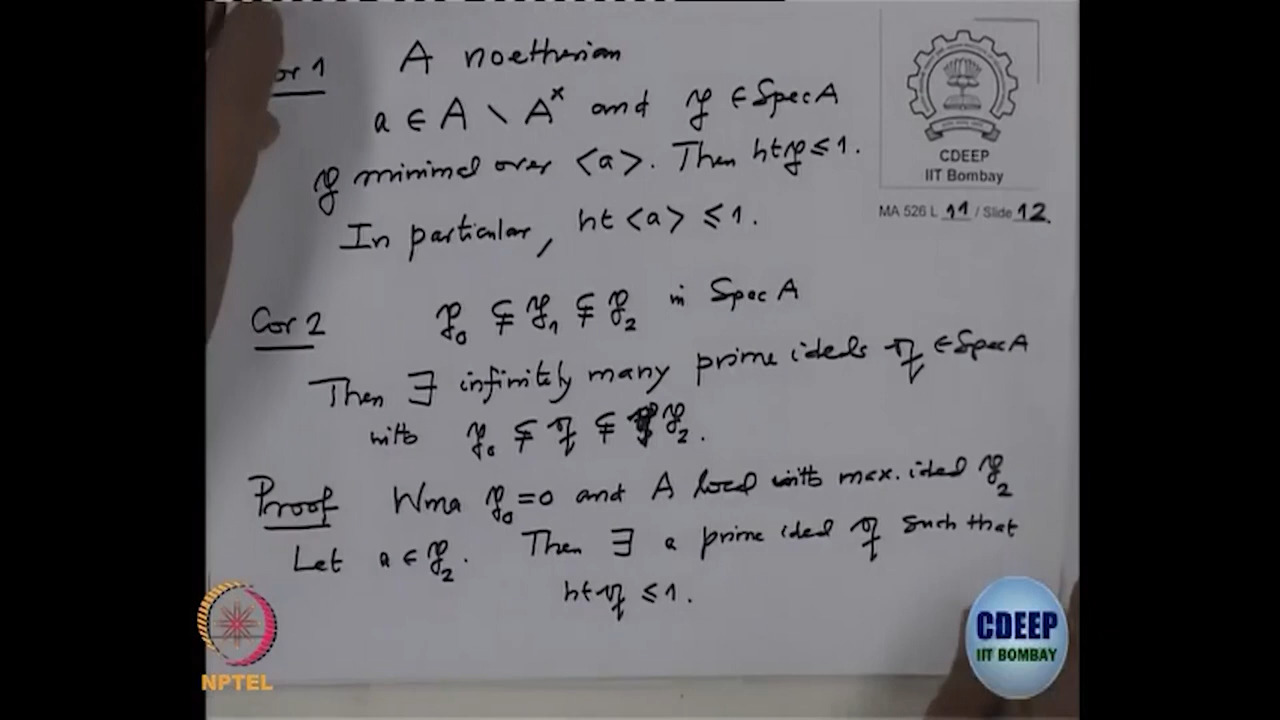 or 1 A noetherian
a ∈ A \ A^× and 𝔭 ∈ Spec A
𝔭 minimal over <a>. Then ht 𝔭 ≤ 1.
In particular, ht <a> ≤ 1.
CDEEP
IIT Bombay
MA 526 L 11 / Slide 12
Cor 2 𝔭₀ ⊊ 𝔭₁ ⊊ 𝔭₂ in Spec A
Then ∃ infinitely many prime ideals 𝔮 ∈ Spec A
with 𝔭₀ ⊊ 𝔮 ⊊ 𝔭₂.
Proof Wma 𝔭₀ = 0 and A local with max. ideal 𝔭₂
Let a ∈ 𝔭₂. Then ∃ a prime ideal 𝔮 such that
ht 𝔮 ≤ 1.
NPTEL
CDEEP
IIT BOMBAY